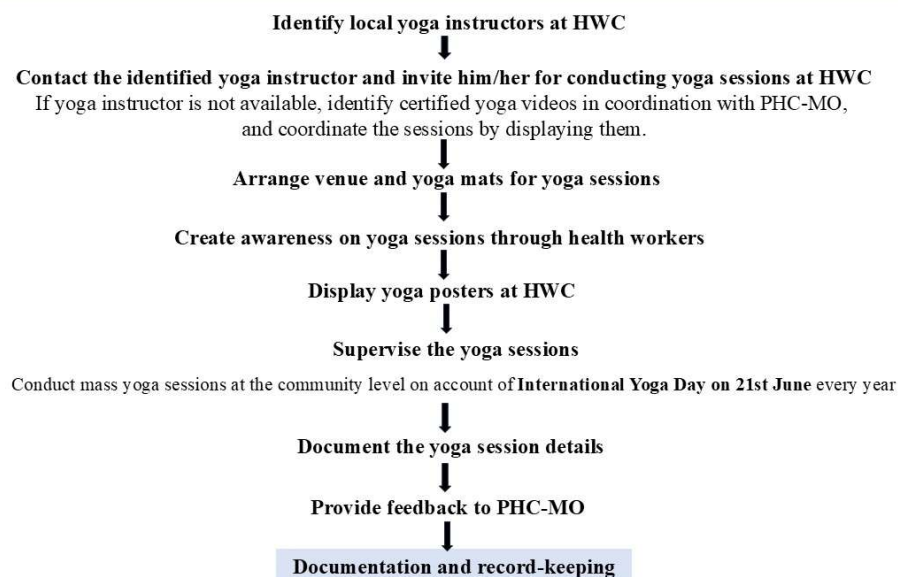 Identify local yoga instructors at HWC
Contact the identified yoga instructor and invite him/her for conducting yoga sessions at HWC
If yoga instructor is not available, identify certified yoga videos in coordination with PHC-MO,
and coordinate the sessions by displaying them.
Arrange venue and yoga mats for yoga sessions
Create awareness on yoga sessions through health workers
Display yoga posters at HWC
Supervise the yoga sessions
Conduct mass yoga sessions at the community level on account of International Yoga Day on 21st June every year
Document the yoga session details
Provide feedback to PHC-MO
Documentation and record-keeping